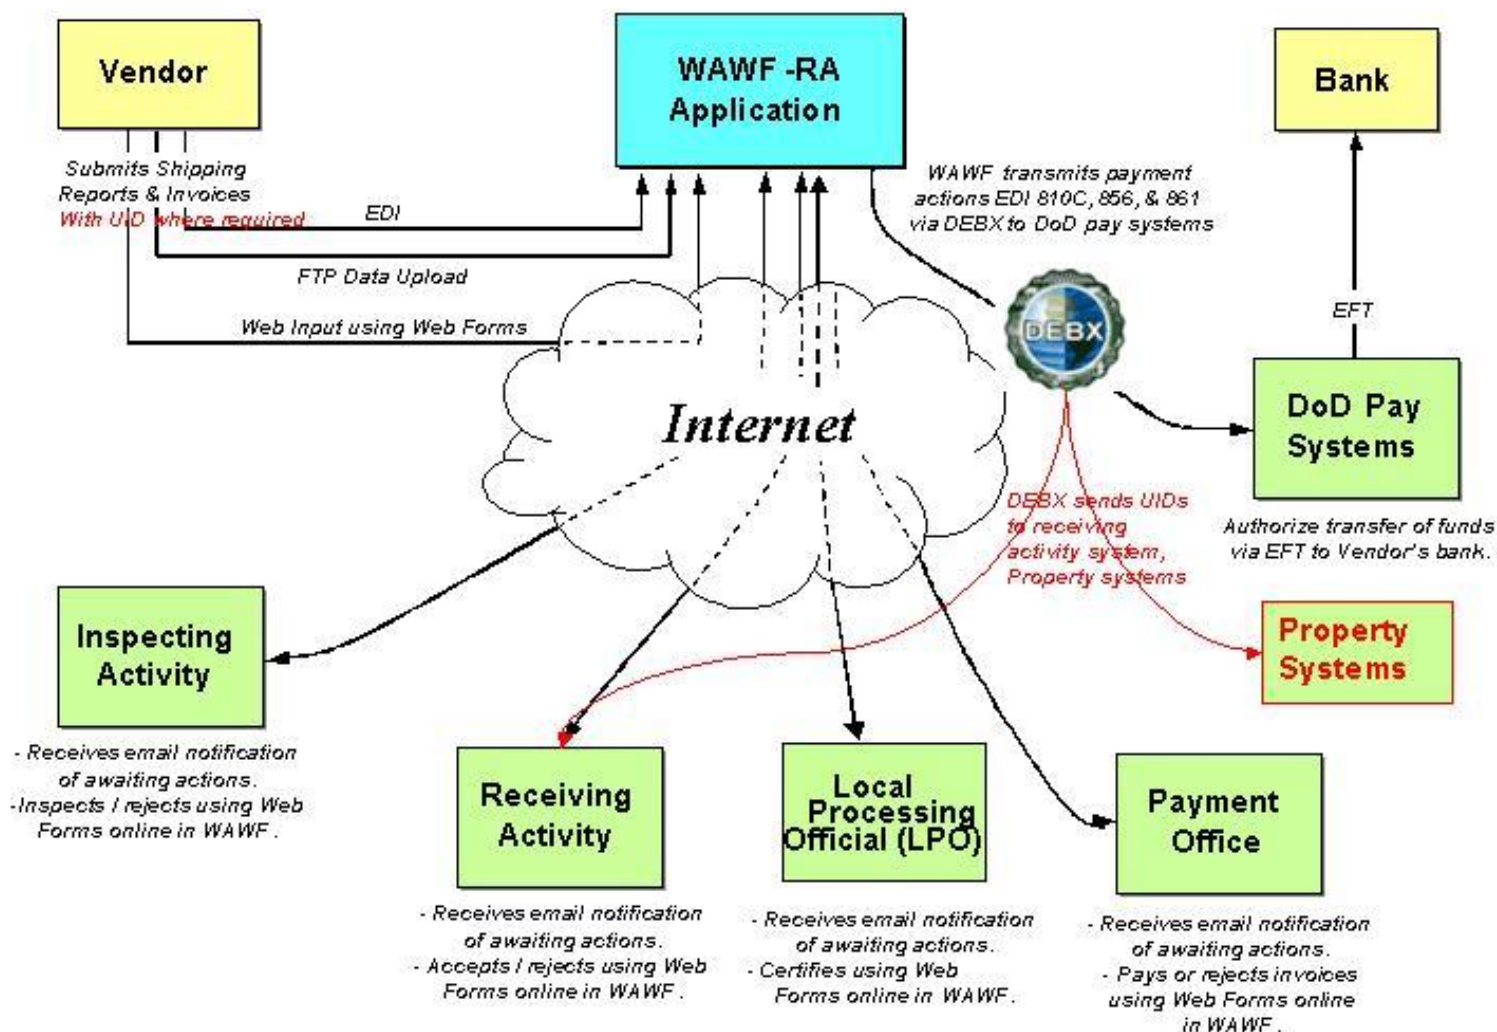 Vendor
WAWF -RA
Application
Bank
Submits Shipping
Reports & Invoices
With UID where required
EDI
FTP Data Upload
Web Input using Web Forms
WAWF transmits payment
actions EDI 810C, 856, & 861
via DEBX to DoD pay systems
DEBX
EFT
DoD Pay
Systems
Authorize transfer of funds
via EFT to Vendor's bank.
Internet
DEBX sends UIDs
to receiving
activity system,
Property systems
Property
Systems
Inspecting
Activity
- Receives email notification
of awaiting actions.
-Inspects / rejects using Web
Forms online in WAWF .
Receiving
Activity
- Receives email notification
of awaiting actions.
- Accepts / rejects using Web
Forms online in WAWF .
Local
Processing
Official (LPO)
- Receives email notification
of awaiting actions.
- Certifies using Web
Forms online in WAWF .
Payment
Office
- Receives email notification
of awaiting actions.
- Pays or rejects invoices
using Web Forms online
in WAWF .